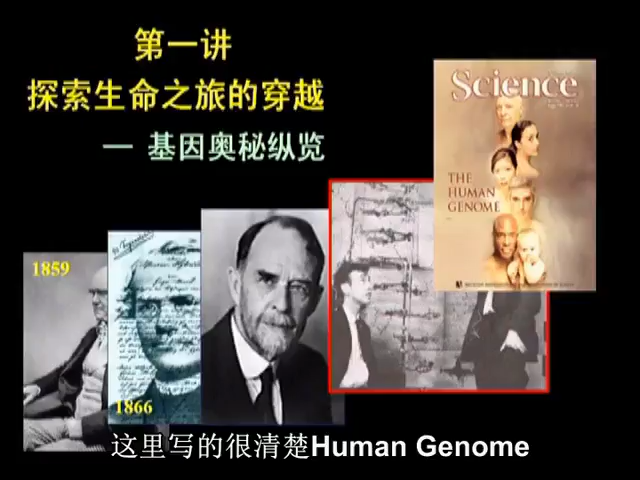 第一讲
探索生命之旅的穿越
— 基因奥秘纵览
Science
THE
HUMAN
GENOME
1859
1866
这里写的很清楚Human Genome